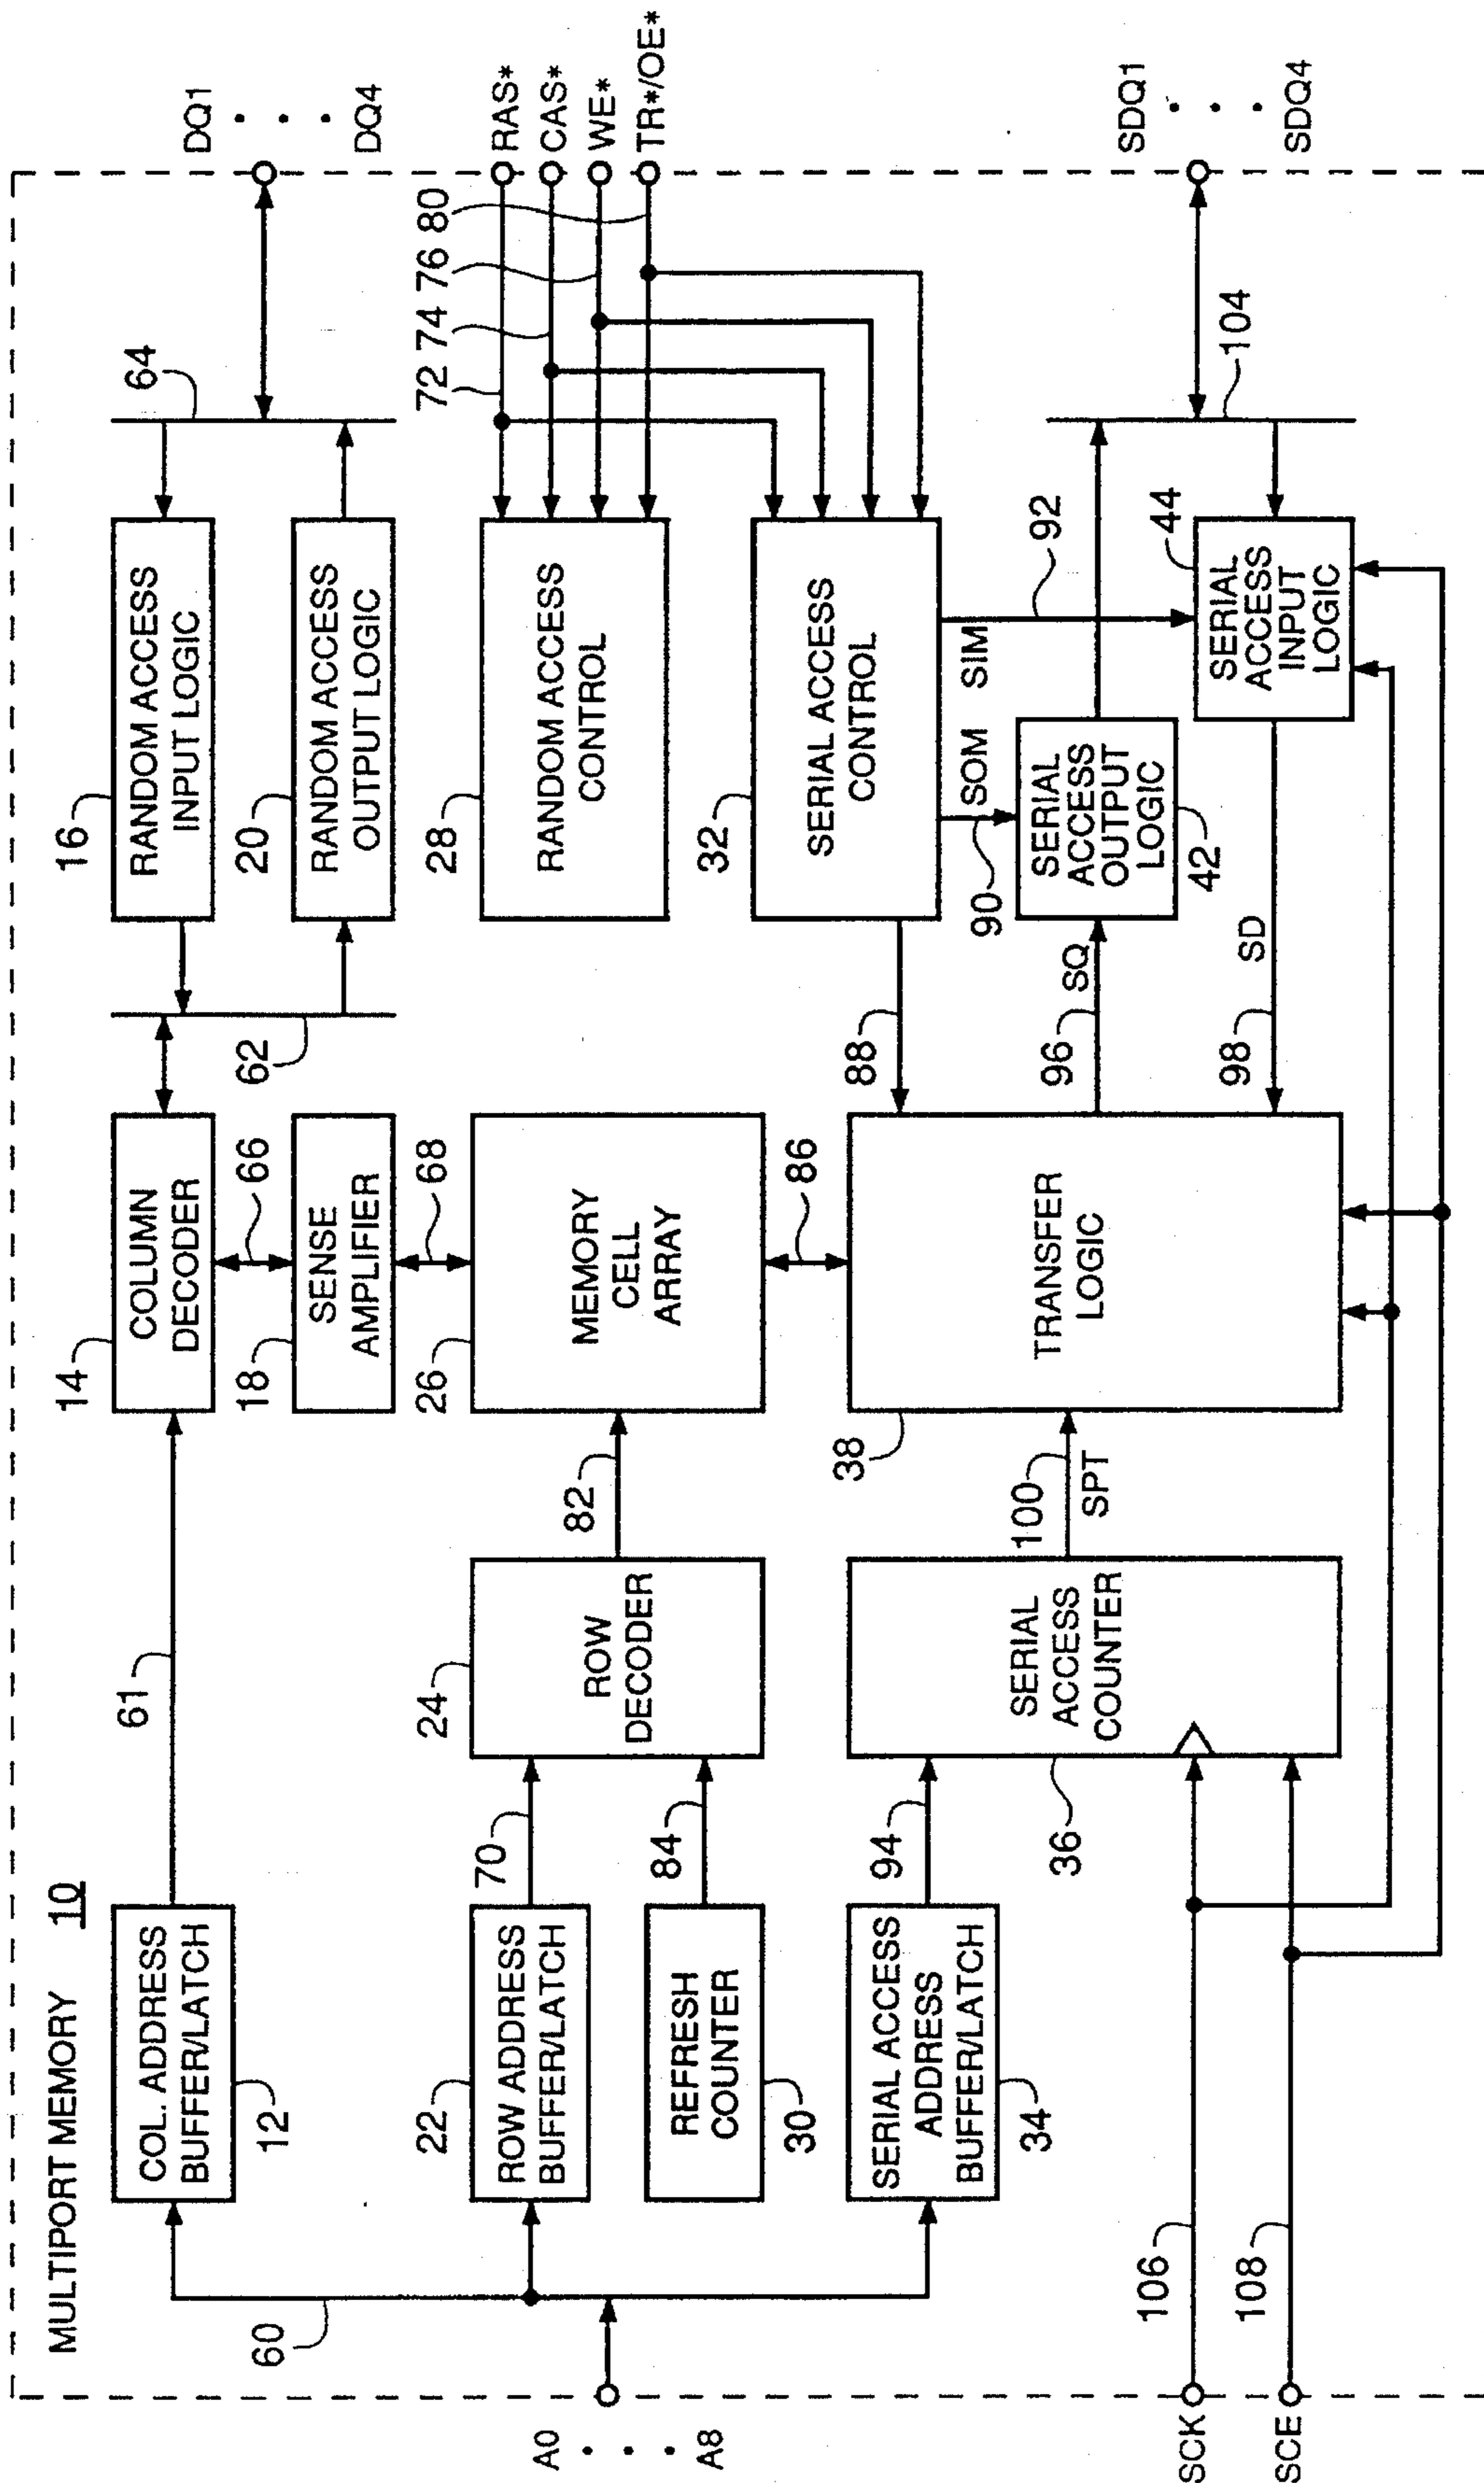 MULTIPORT MEMORY 10
A0
A8
SCK
SCE
60
106
108
COL. ADDRESS
BUFFER/LATCH
12
61
22
ROW ADDRESS
BUFFER/LATCH
70
REFRESH
COUNTER
30
84
SERIAL ACCESS
ADDRESS
BUFFER/LATCH
34
94
24
ROW
DECODER
82
SERIAL
ACCESS
COUNTER
36
100
SPT
14
COLUMN
DECODER
66
18
SENSE
AMPLIFIER
68
26
MEMORY
CELL
ARRAY
86
38
TRANSFER
LOGIC
62
88
96
SQ
98
SD
16
RANDOM ACCESS
INPUT LOGIC
20
RANDOM ACCESS
OUTPUT LOGIC
28
RANDOM ACCESS
CONTROL
32
SERIAL ACCESS
CONTROL
90
SOM
SIM
92
SERIAL
ACCESS
OUTPUT
LOGIC
42
44
SERIAL
ACCESS
INPUT
LOGIC
64
72
74
76
80
104
DQ1
DQ4
RAS*
CAS*
WE*
TR*/OE*
SDQ1
SDQ4